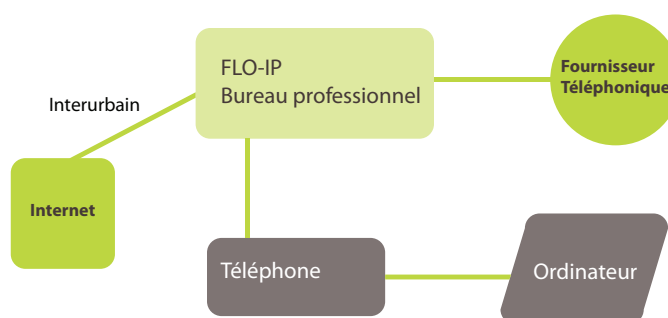 FLO-IP
Bureau professionnel
Fournisseur
Téléphonique
Interurbain
Internet
Téléphone
Ordinateur